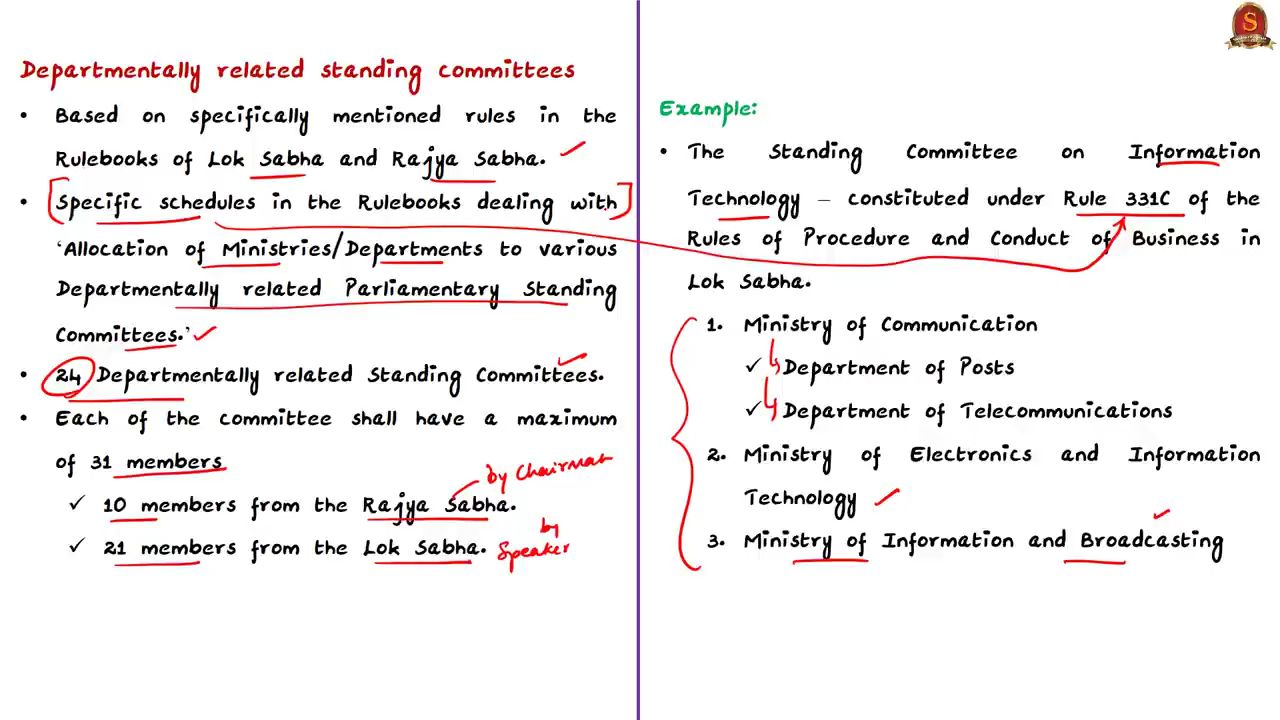 Departmentally related standing committees
• Based on specifically mentioned rules in the
Rulebooks of Lok Sabha and Rajya Sabha.
• Specific schedules in the Rulebooks dealing with
'Allocation of Ministries/Departments to various
Departmentally related Parliamentary Standing
Committees.'
• 24 Departmentally related Standing Committees.
• Each of the committee shall have a maximum
of 31 members
by Chairman
✓ 10 members from the Rajya Sabha.
✓ 21 members from the Lok Sabha.
by
Speaker
Example:
• The Standing Committee on Information
Technology – constituted under Rule 331C of the
Rules of Procedure and Conduct of Business in
Lok Sabha.
1. Ministry of Communication
✓ Department of Posts
✓ Department of Telecommunications
2. Ministry of Electronics and Information
Technology
3. Ministry of Information and Broadcasting
S